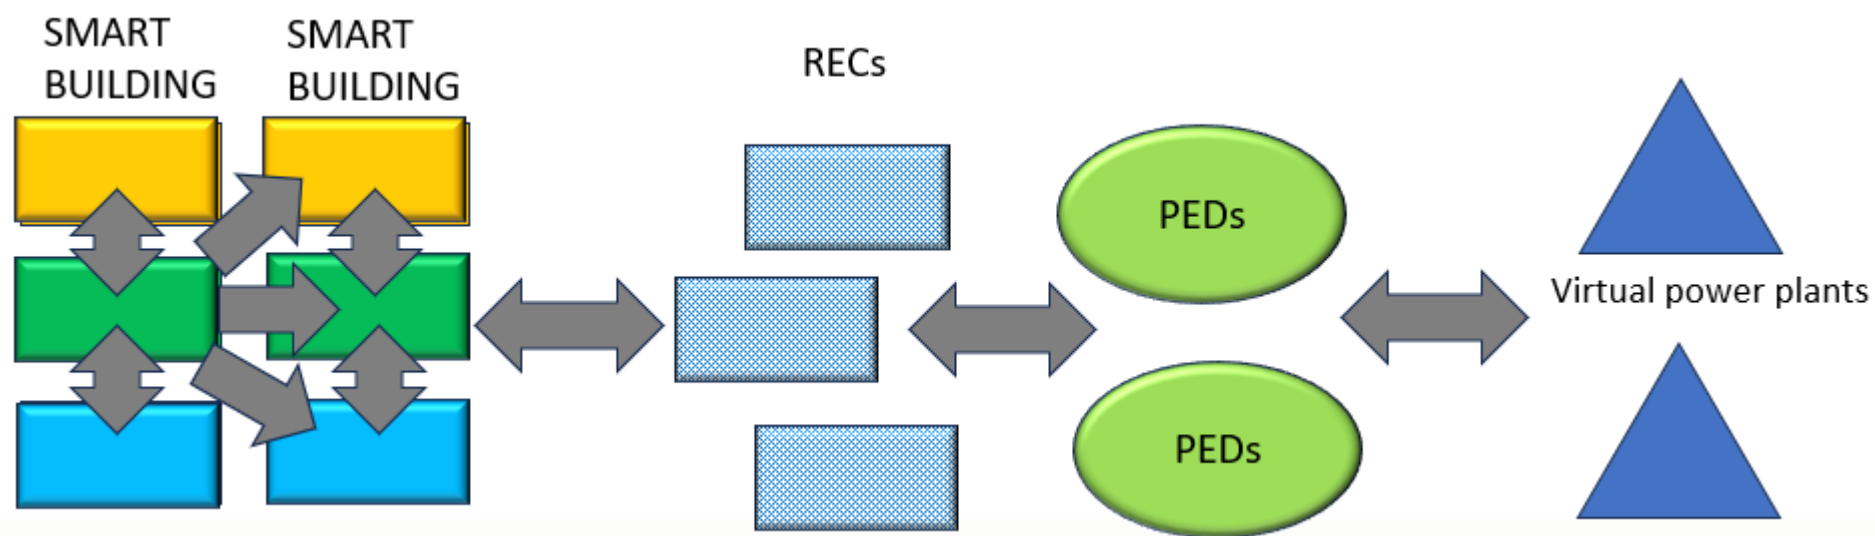 SMART
BUILDING
SMART
BUILDING
RECs
PEDs
PEDs
Virtual power plants